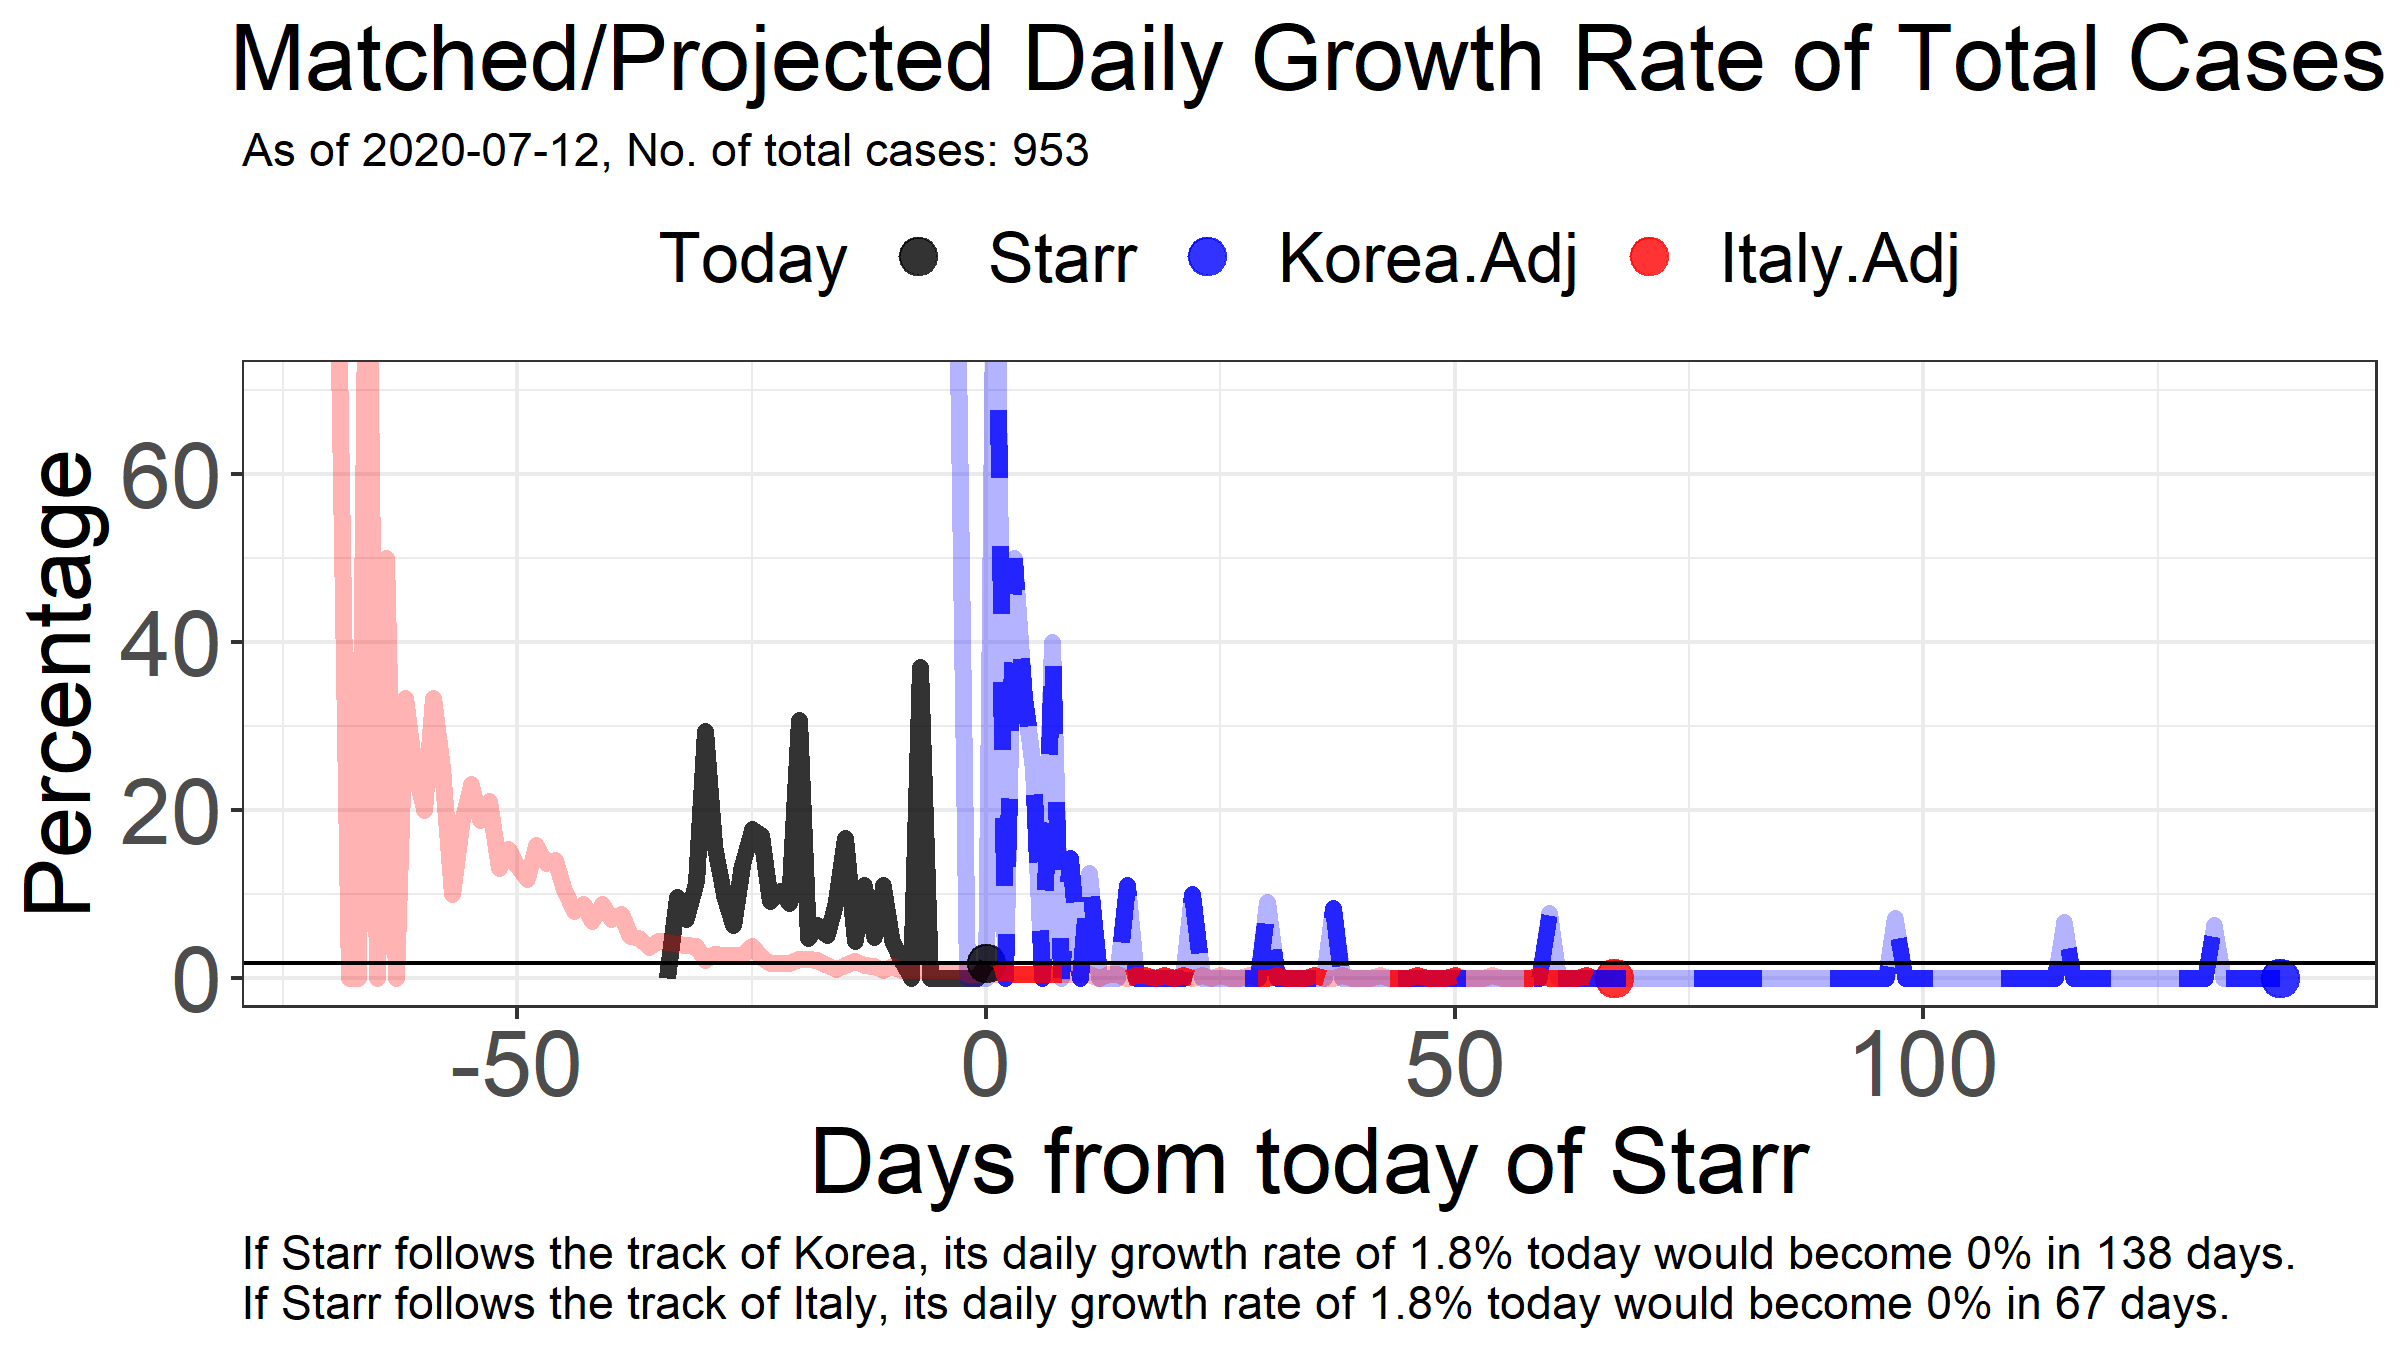 Matched/Projected Daily Growth Rate of Total Cases
As of 2020-07-12, No. of total cases: 953
Today Starr Korea.Adj Italy.Adj
Percentage
60
40
20
0
-50 0 50 100
Days from today of Starr
If Starr follows the track of Korea, its daily growth rate of 1.8% today would become 0% in 138 days.
If Starr follows the track of Italy, its daily growth rate of 1.8% today would become 0% in 67 days.